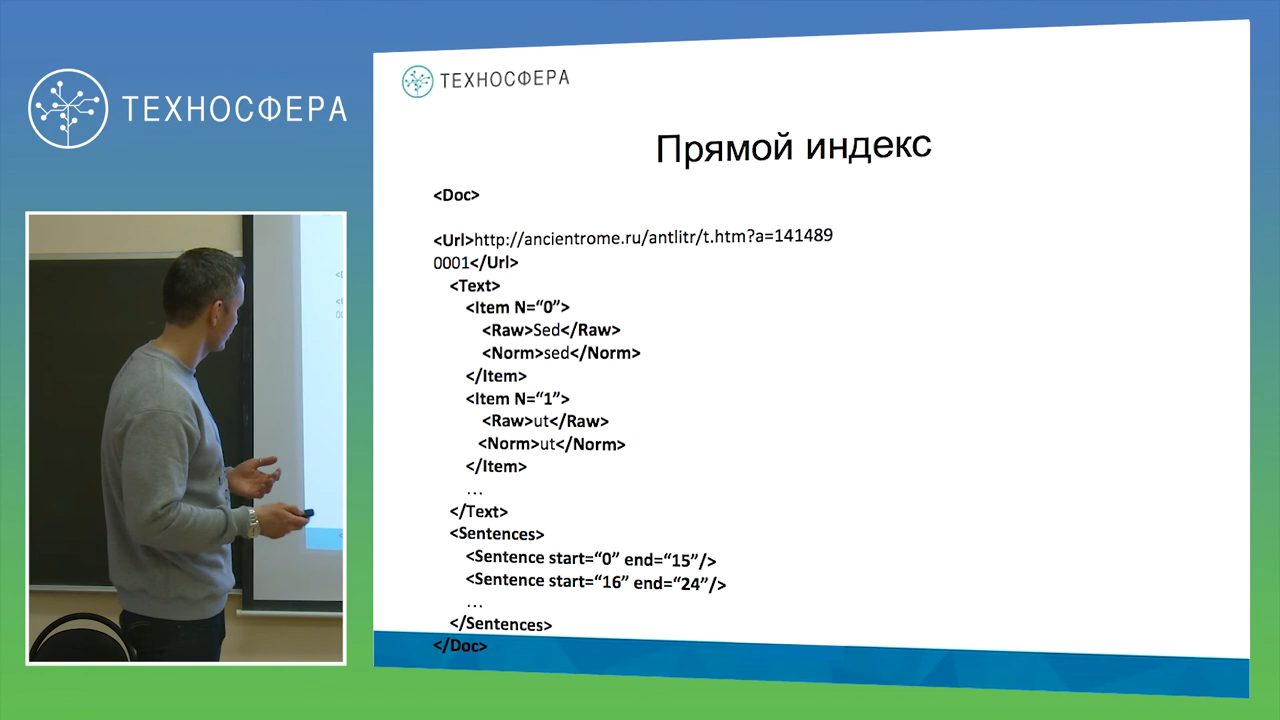 ТЕХНОСФЕРА
ТЕХНОСФЕРА
Прямой индекс
<Doc>
<Url>http://ancientrome.ru/antlitr/t.htm?a=141489
0001</Url>
<Text>
<Item N=“0”>
<Raw>Sed</Raw>
<Norm>sed</Norm>
</Item>
<Item N=“1”>
<Raw>ut</Raw>
<Norm>ut</Norm>
</Item>
...
</Text>
<Sentences>
<Sentence start=“0” end=“15”/>
<Sentence start=“16” end=“24”/>
...
</Sentences>
</Doc>